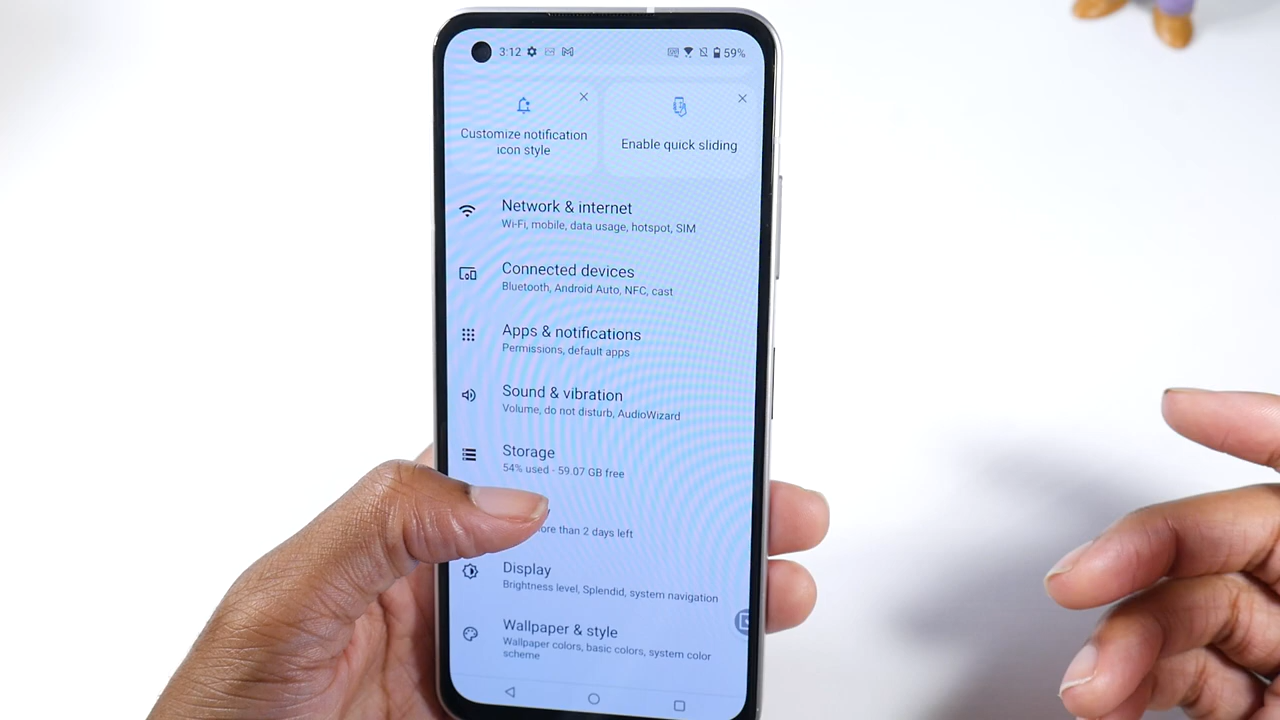 3:12
59%
Customize notification
icon style
Enable quick sliding
Network & internet
Wi-Fi, mobile, data usage, hotspot, SIM
Connected devices
Bluetooth, Android Auto, NFC, cast
Apps & notifications
Permissions, default apps
Sound & vibration
Volume, do not disturb, AudioWizard
Storage
54% used - 59.07 GB free
than 2 days left
Display
Brightness level, Splendid, system navigation
Wallpaper & style
Wallpaper colors, basic colors, system color
scheme